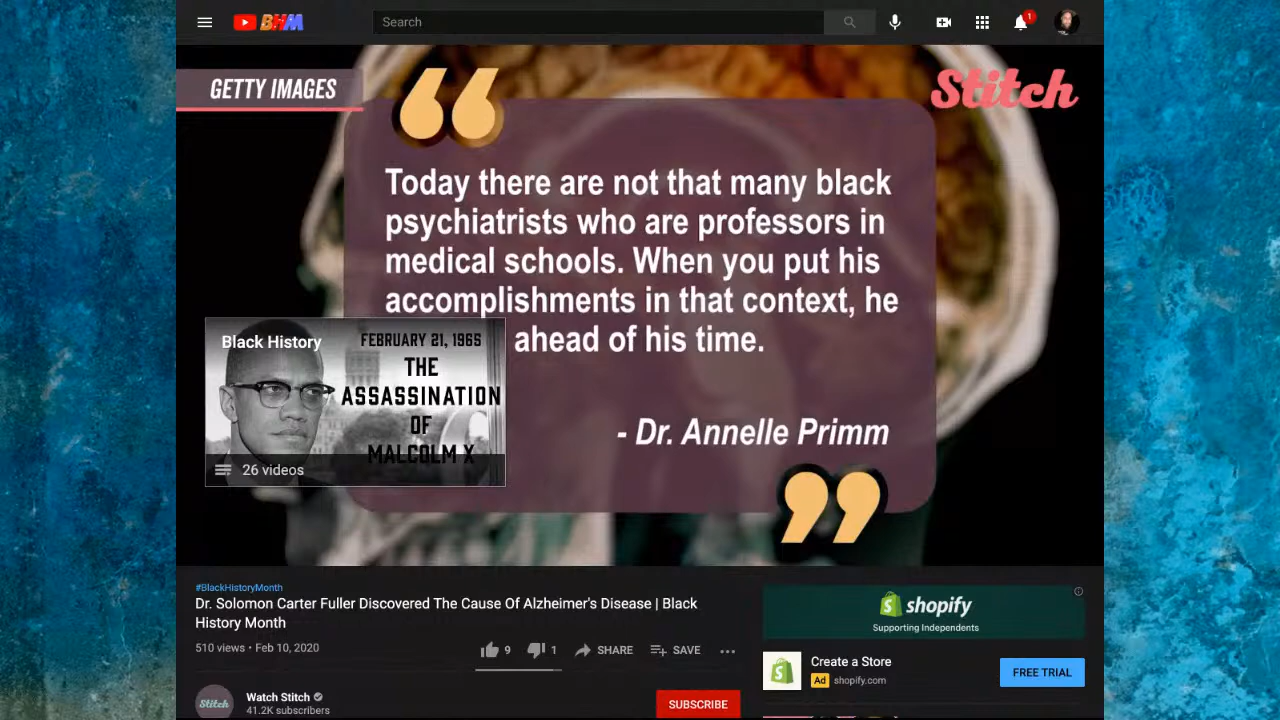 BHM
Search
1
GETTY IMAGES
Stitch
“
Today there are not that many black
psychiatrists who are professors in
medical schools. When you put his
accomplishments in that context, he
ahead of his time.
- Dr. Annelle Primm
”
Black History
FEBRUARY 21, 1965
THE
ASSASSINATION
OF
MALCOLM X
26 videos
#BlackHistoryMonth
Dr. Solomon Carter Fuller Discovered The Cause Of Alzheimer's Disease | Black
History Month
510 views • Feb 10, 2020
9
1
SHARE
SAVE
Stitch
Watch Stitch
41.2K subscribers
SUBSCRIBE
shopify
Supporting Independents
Create a Store
Ad shopify.com
FREE TRIAL